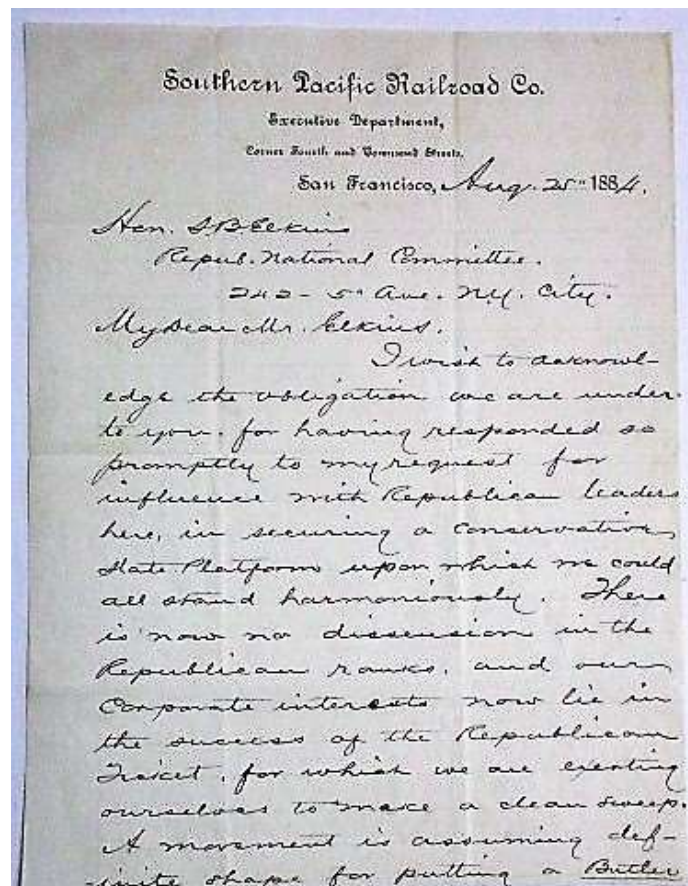 Southern Pacific Railroad Co.
Executive Department,
Corner Fourth and Townsend Streets.
San Francisco, Aug. 25" 1884.
Hon. S B Elkins
Repub. National Committee.
242 - 5" Ave. N.Y. City.
My Dear Mr. Elkins.
I wish to acknowl-
edge the obligation we are under
to you. for having responded so
promptly to my request for
influence with Republican leaders
here, in securing a conservative
State Platform upon which we could
all stand harmoniously. There
is now no dissension in the
Republican ranks, and our
Corporate interests now lie in
the success of the Republican
Ticket, for which we are exerting
ourselves to make a clean sweep.
A movement is assuming def-
-inite shape for putting a Butler